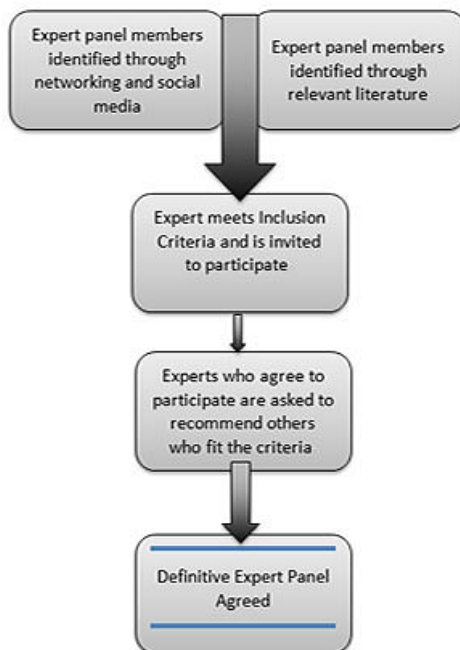 Expert panel members
identified through
networking and social
media
Expert panel members
identified through
relevant literature
Expert meets Inclusion
Criteria and is invited
to participate
Experts who agree to
participate are asked to
recommend others
who fit the criteria
Definitive Expert Panel
Agreed